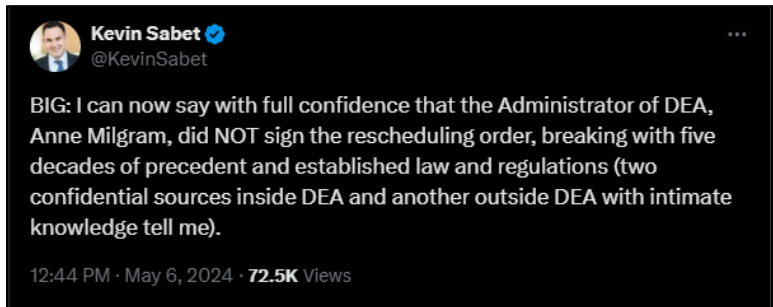 Kevin Sabet
@KevinSabet
BIG: I can now say with full confidence that the Administrator of DEA,
Anne Milgram, did NOT sign the rescheduling order, breaking with five
decades of precedent and established law and regulations (two
confidential sources inside DEA and another outside DEA with intimate
knowledge tell me).
12:44 PM · May 6, 2024 · 72.5K Views